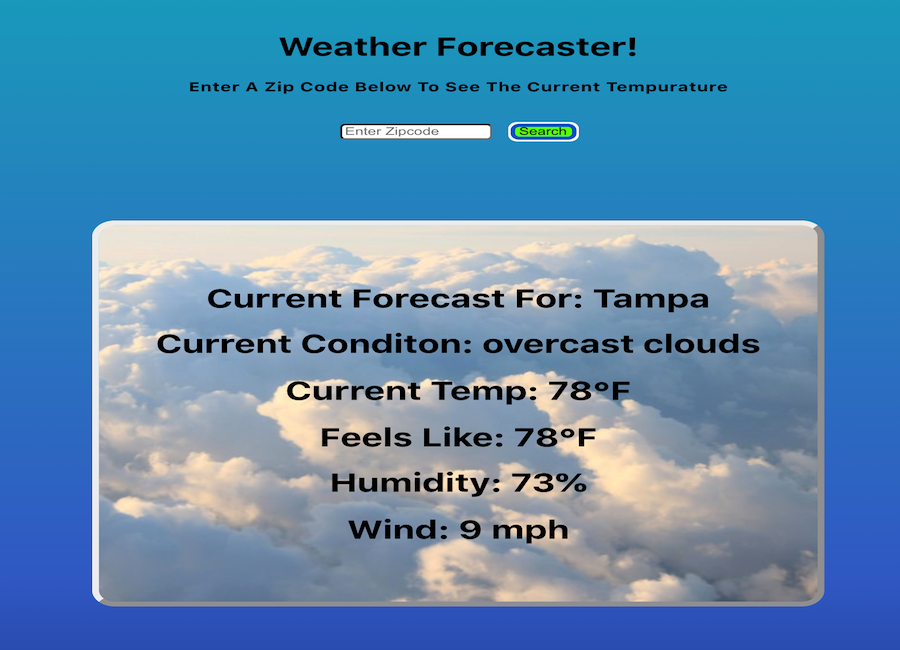 Weather Forecaster!
Enter A Zip Code Below To See The Current Tempurature
Enter Zipcode Search
Current Forecast For: Tampa
Current Conditon: overcast clouds
Current Temp: 78°F
Feels Like: 78°F
Humidity: 73%
Wind: 9 mph